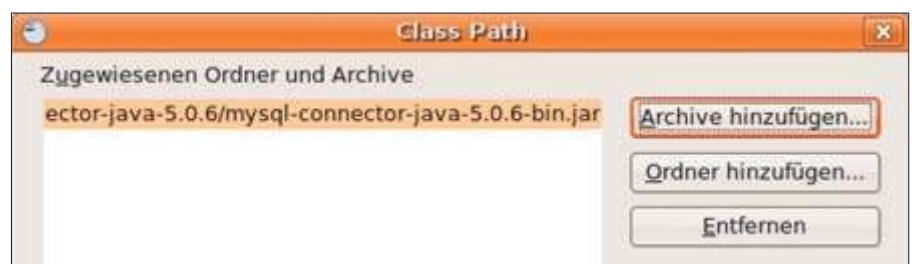 Class Path
Zugewiesenen Ordner und Archive
ector-java-5.0.6/mysql-connector-java-5.0.6-bin.jar
Archive hinzufügen...
Ordner hinzufügen...
Entfernen